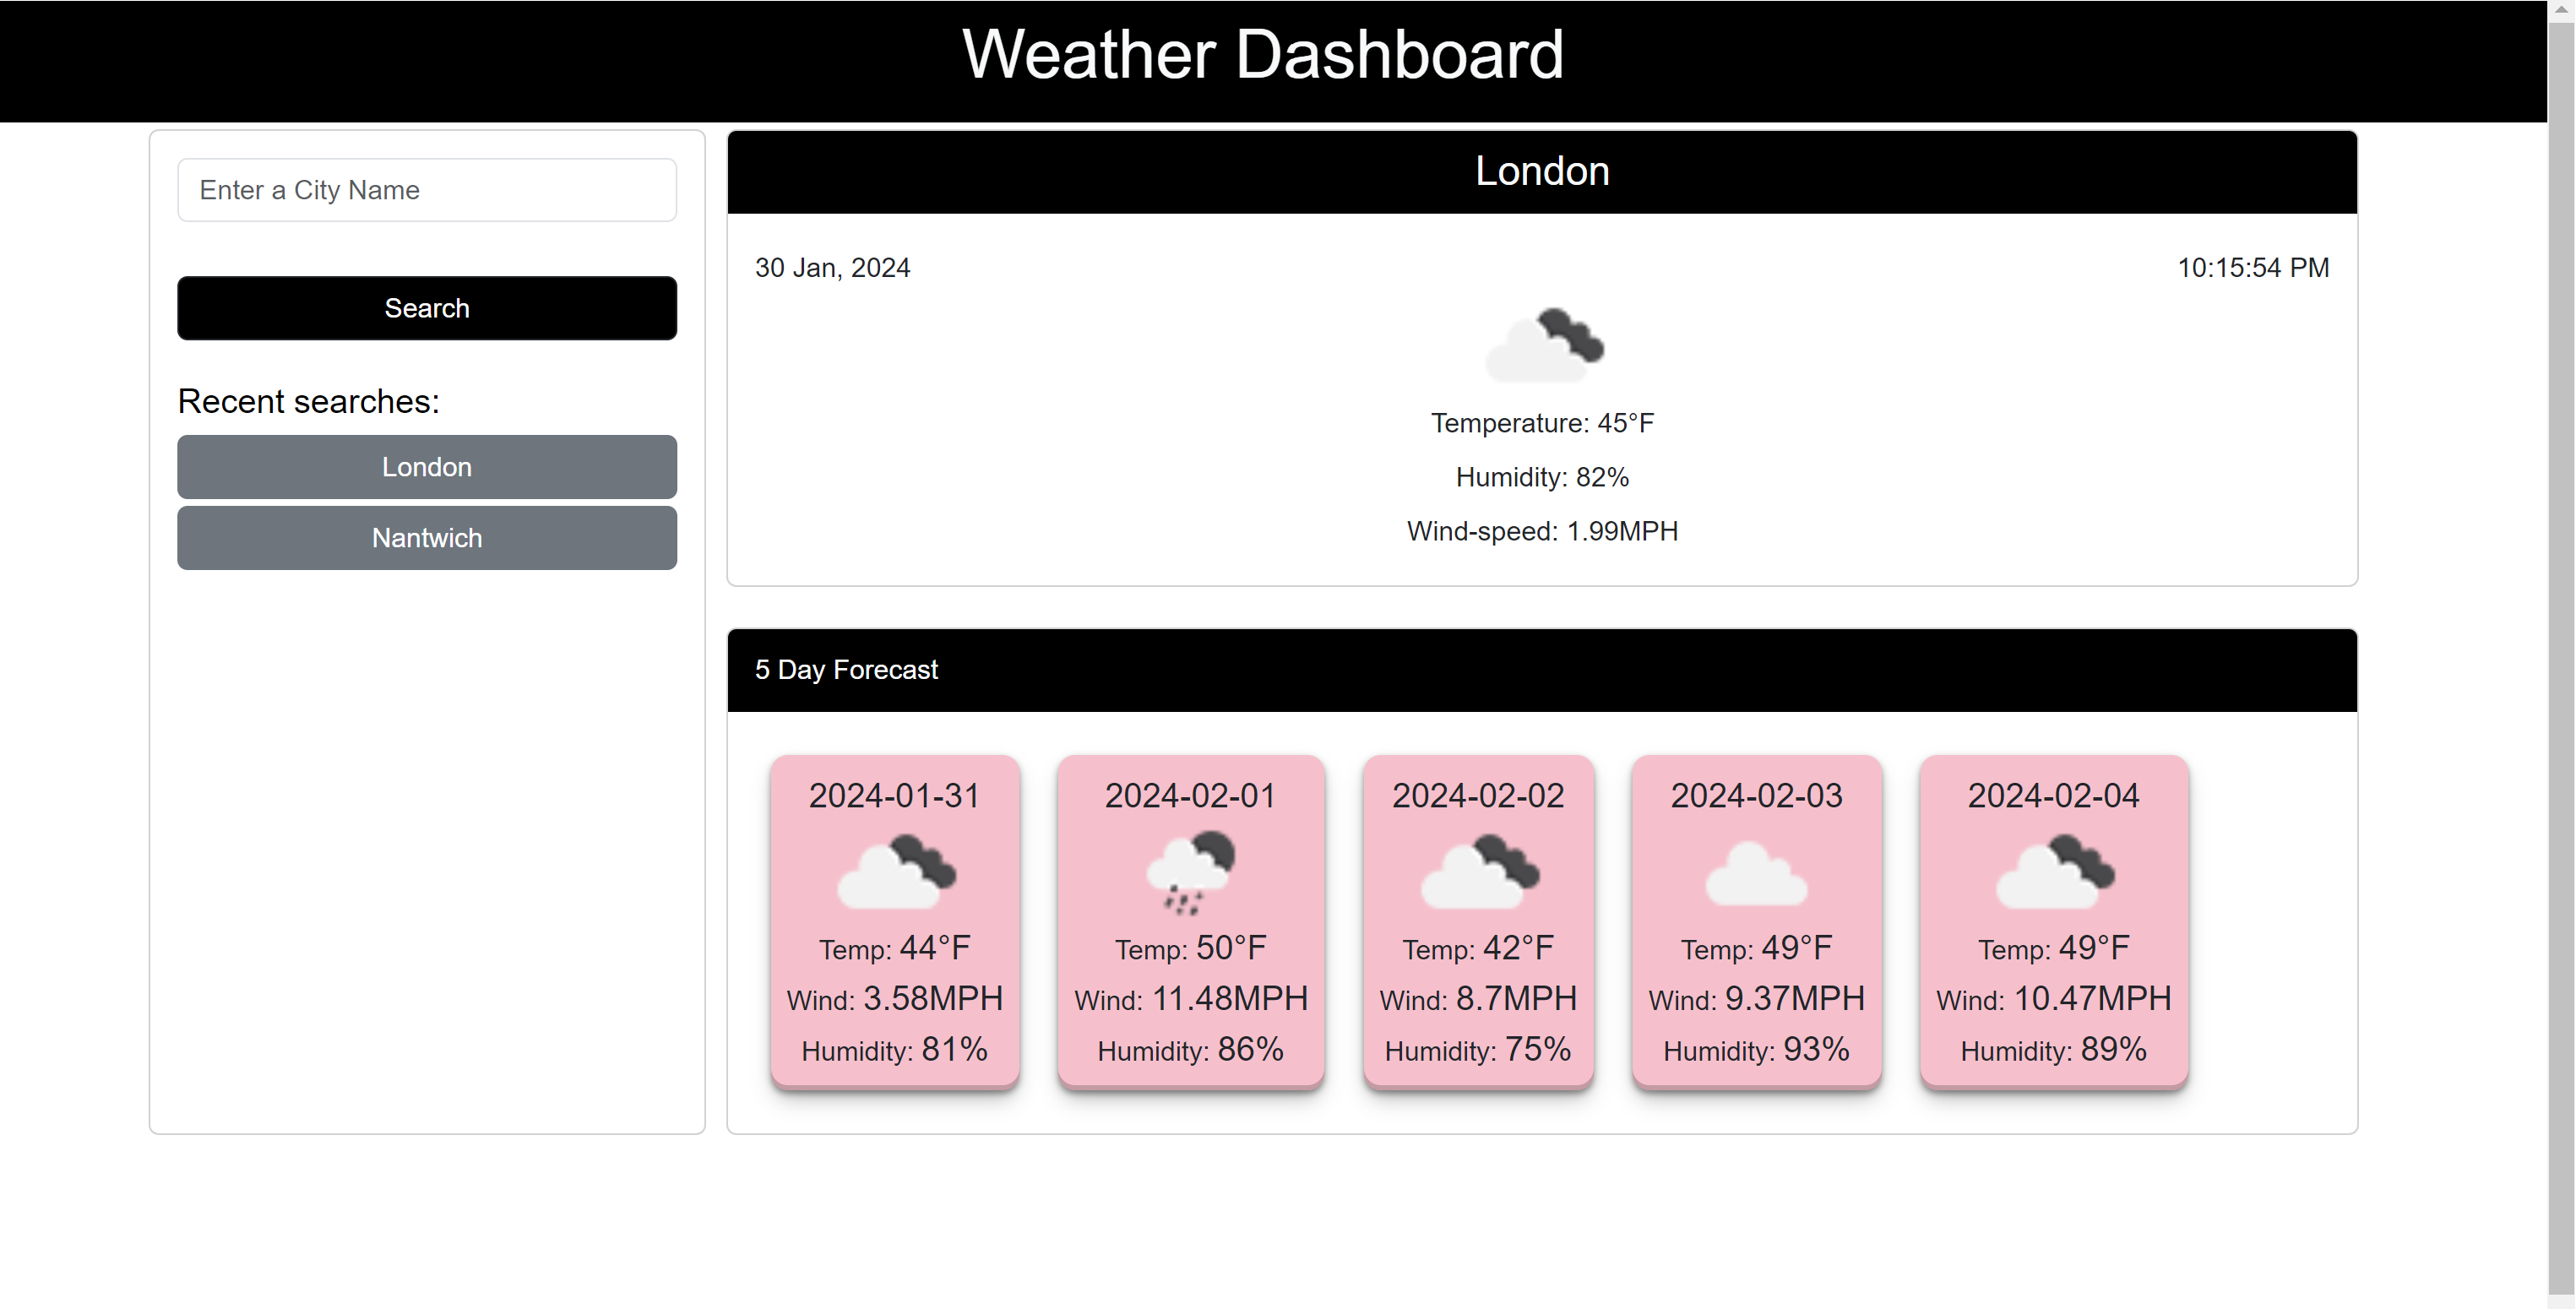 Weather Dashboard
Enter a City Name
Search
Recent searches:
London
Nantwich
London
30 Jan, 2024
10:15:54 PM
Temperature: 45°F
Humidity: 82%
Wind-speed: 1.99MPH
5 Day Forecast
2024-01-31
Temp: 44°F
Wind: 3.58MPH
Humidity: 81%
2024-02-01
Temp: 50°F
Wind: 11.48MPH
Humidity: 86%
2024-02-02
Temp: 42°F
Wind: 8.7MPH
Humidity: 75%
2024-02-03
Temp: 49°F
Wind: 9.37MPH
Humidity: 93%
2024-02-04
Temp: 49°F
Wind: 10.47MPH
Humidity: 89%